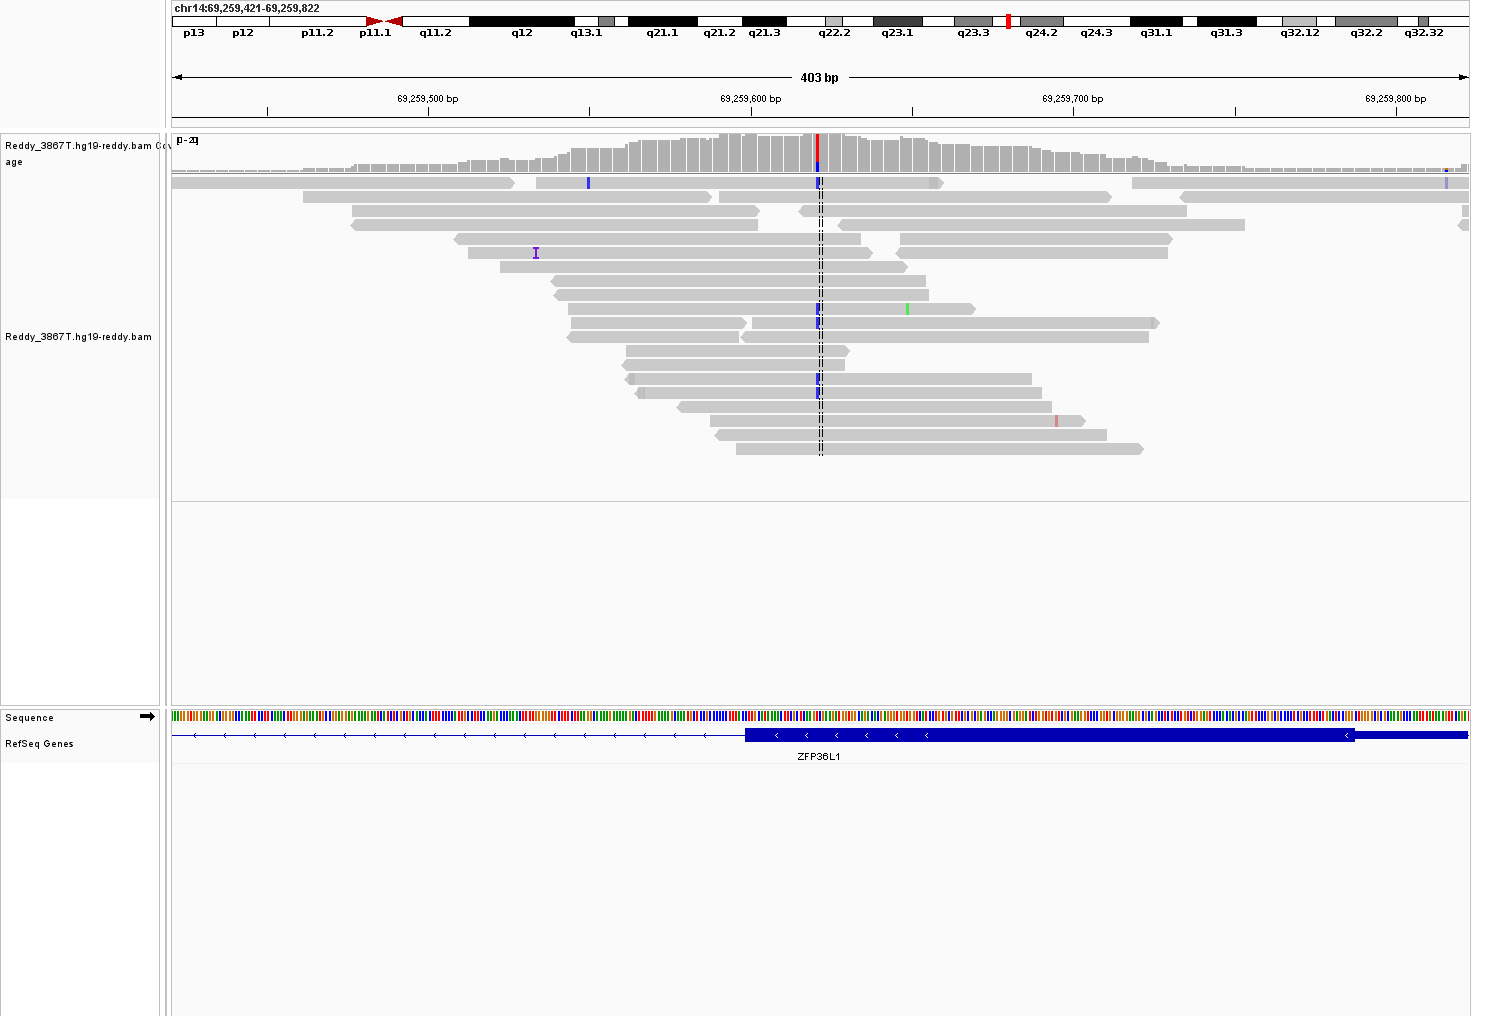 chr14:69,259,421-69,259,822
p13 p12 p11.2 p11.1 q11.2 q12 q13.1 q21.1 q21.2 q21.3 q22.2 q23.1 q23.3 q24.2 q24.3 q31.1 q31.3 q32.12 q32.2 q32.32
403 bp
69,259,500 bp 69,259,600 bp 69,259,700 bp 69,259,800 bp
[0-20]
Reddy_3867T.hg19-reddy.bam Cov
age
Reddy_3867T.hg19-reddy.bam
Sequence
RefSeq Genes
ZFP36L1